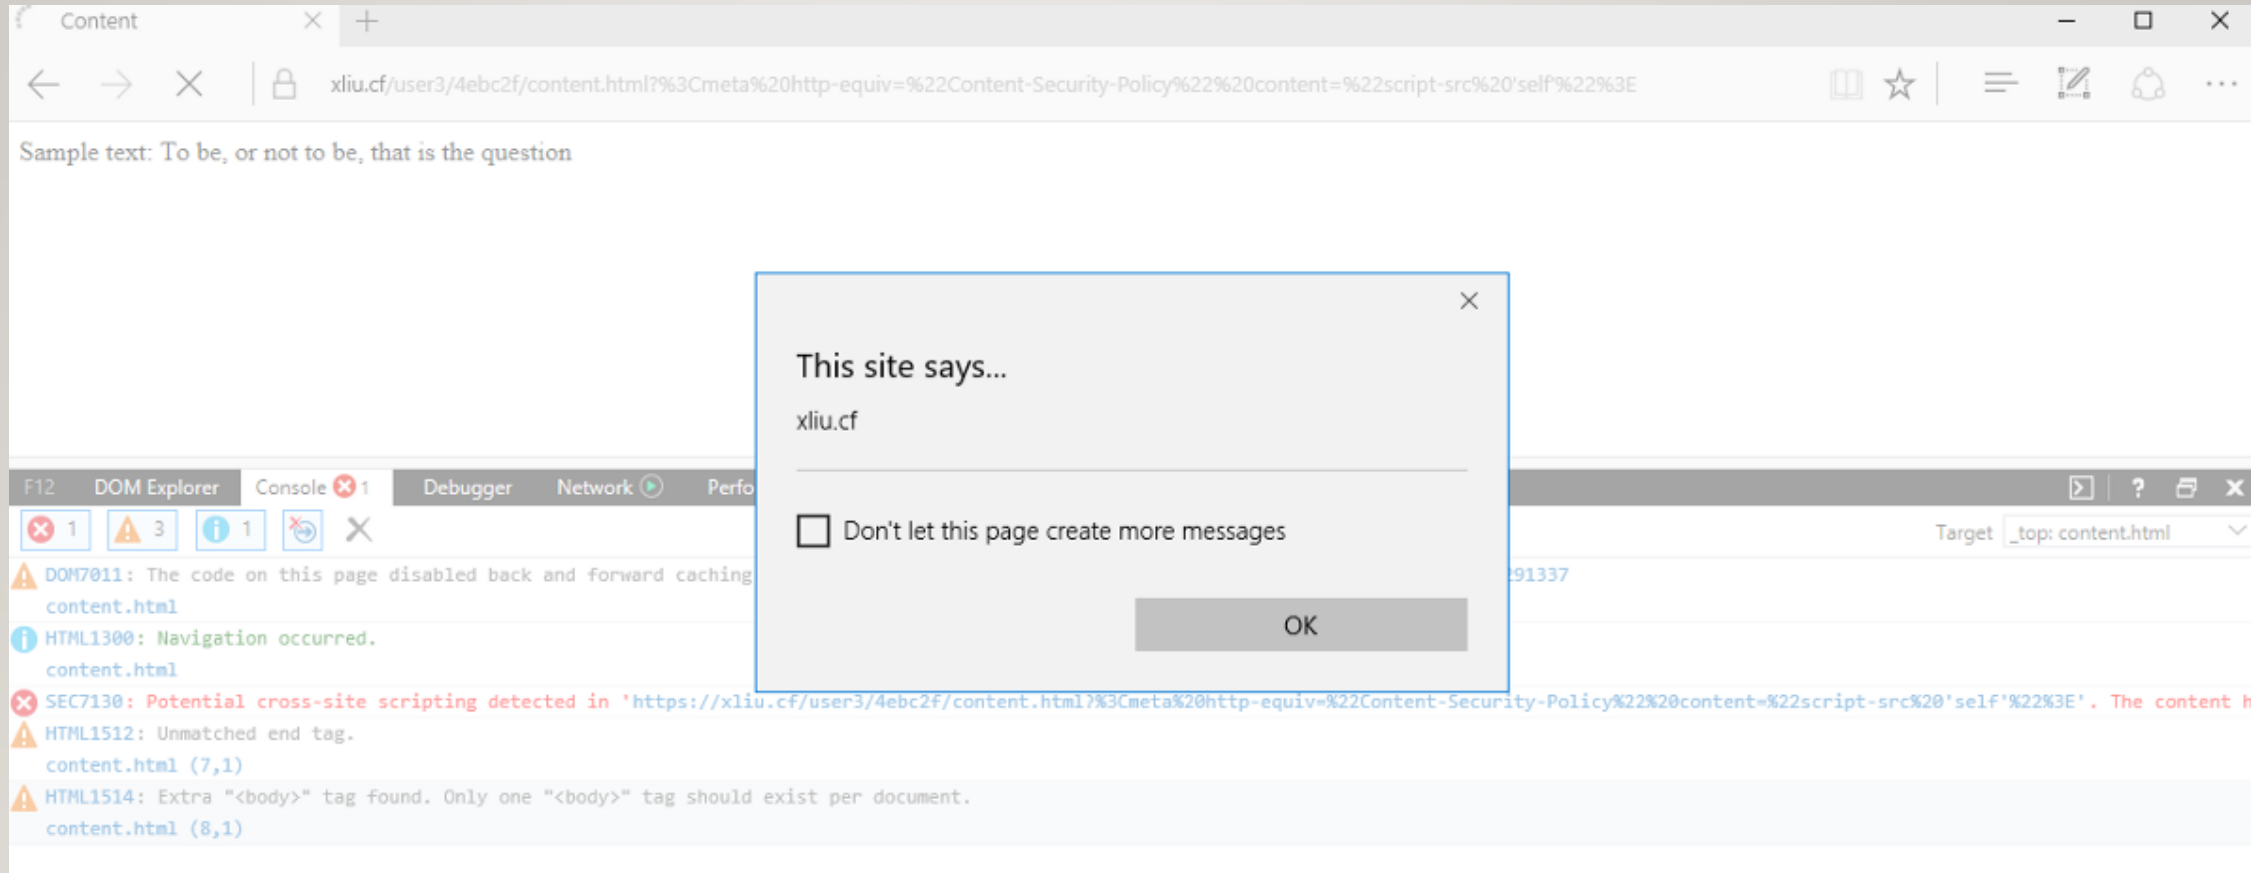 Content
xliu.cf/user3/4ebc2f/content.html?%3Cmeta%20http-equiv=%22Content-Security-Policy%22%20content=%22script-src%20'self'%22%3E
Sample text: To be, or not to be, that is the question
This site says...
xliu.cf
Don't let this page create more messages
OK
F12 DOM Explorer Console 1 Debugger Network Perfo
1 3 1 Target _top: content.html
DOM7011: The code on this page disabled back and forward caching 291337
content.html
HTML1300: Navigation occurred.
content.html
SEC7130: Potential cross-site scripting detected in 'https://xliu.cf/user3/4ebc2f/content.html?%3Cmeta%20http-equiv=%22Content-Security-Policy%22%20content=%22script-src%20'self'%22%3E'. The content h
HTML1512: Unmatched end tag.
content.html (7,1)
HTML1514: Extra "<body>" tag found. Only one "<body>" tag should exist per document.
content.html (8,1)